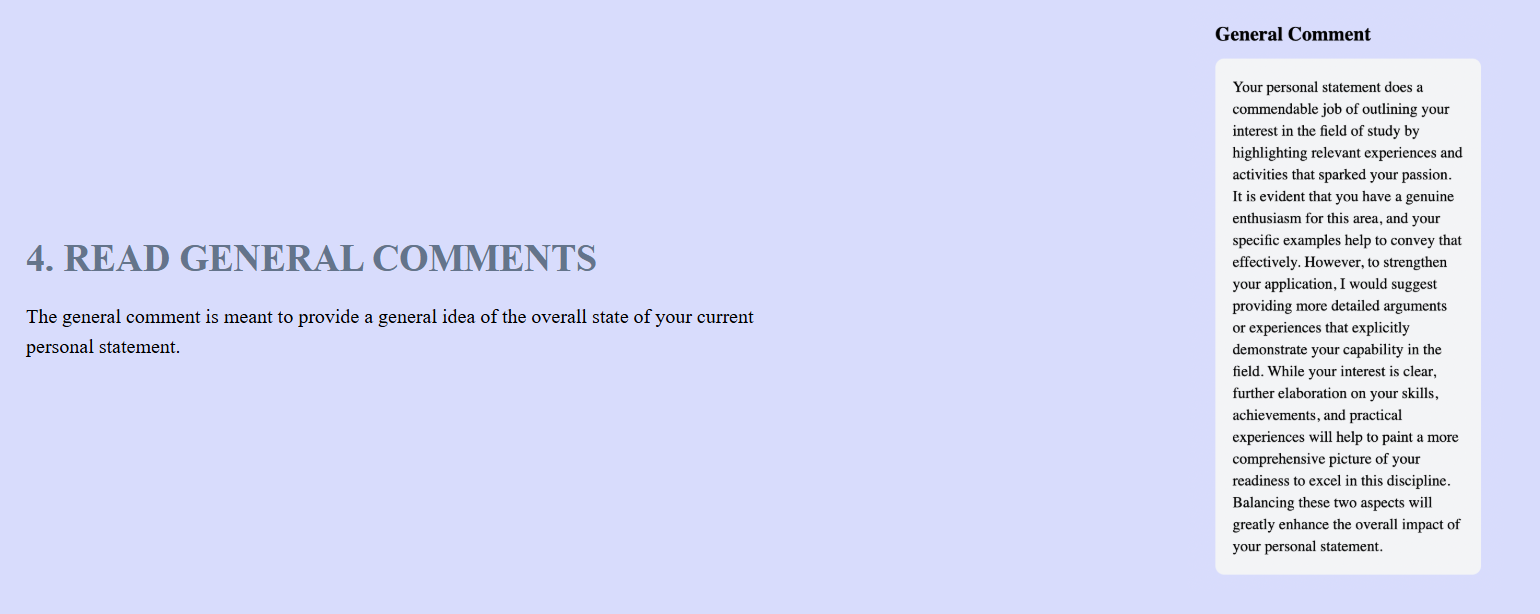 4. READ GENERAL COMMENTS
The general comment is meant to provide a general idea of the overall state of your current
personal statement.
General Comment
Your personal statement does a
commendable job of outlining your
interest in the field of study by
highlighting relevant experiences and
activities that sparked your passion.
It is evident that you have a genuine
enthusiasm for this area, and your
specific examples help to convey that
effectively. However, to strengthen
your application, I would suggest
providing more detailed arguments
or experiences that explicitly
demonstrate your capability in the
field. While your interest is clear,
further elaboration on your skills,
achievements, and practical
experiences will help to paint a more
comprehensive picture of your
readiness to excel in this discipline.
Balancing these two aspects will
greatly enhance the overall impact of
your personal statement.